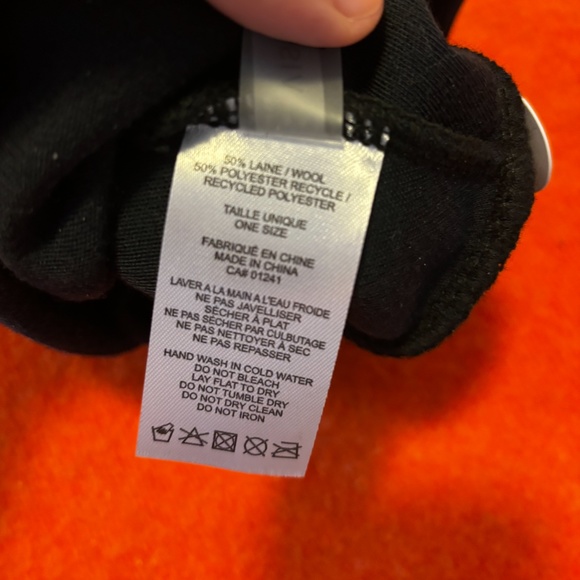 50% LAINE / WOOL
50% POLYESTER RECYCLE /
RECYCLED POLYESTER
TAILLE UNIQUE
ONE SIZE
FABRIQUÉ EN CHINE
MADE IN CHINA
CA# 01241
LAVER A LA MAIN A L'EAU FROIDE
NE PAS JAVELLISER
SÉCHER À PLAT
NE PAS SÉCHER PAR CULBUTAGE
NE PAS NETTOYER À SEC
NE PAS REPASSER
HAND WASH IN COLD WATER
DO NOT BLEACH
LAY FLAT TO DRY
DO NOT TUMBLE DRY
DO NOT DRY CLEAN
DO NOT IRON